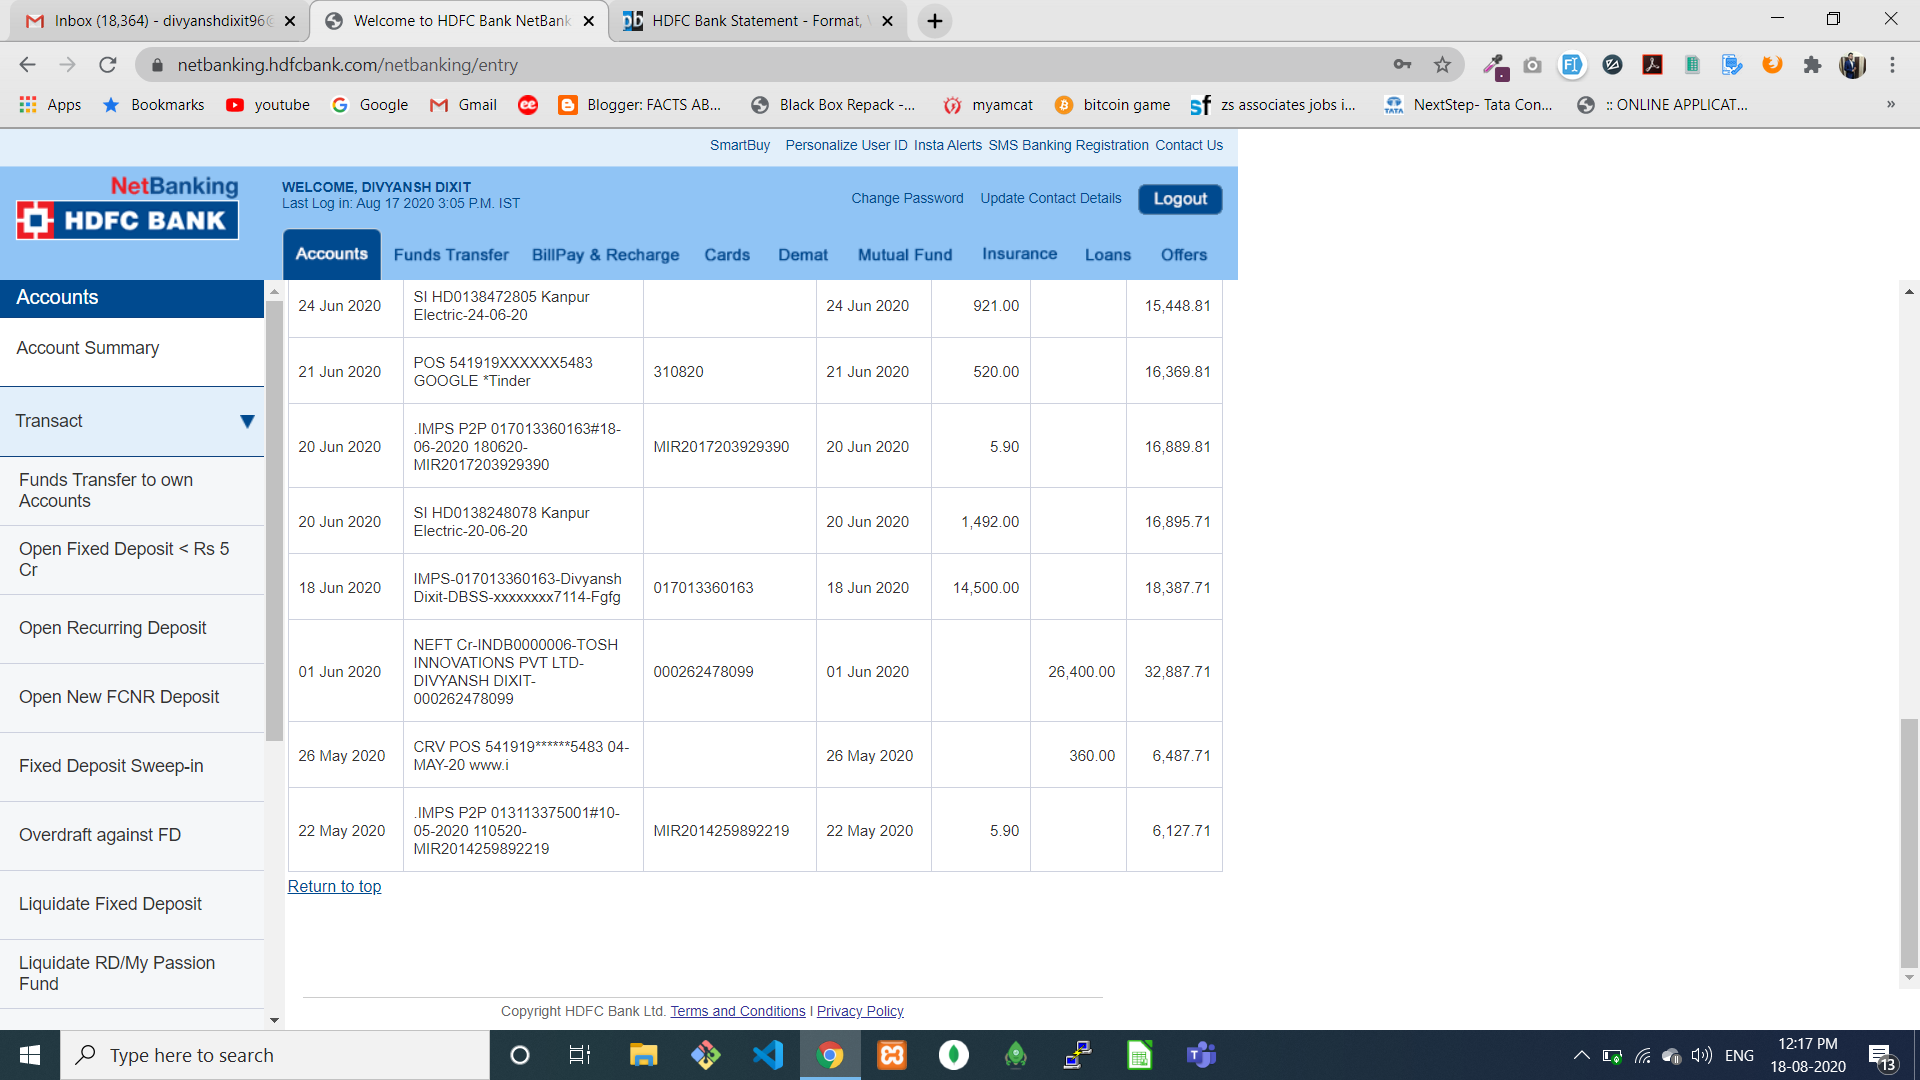 Inbox (18,364) - divyanshdixit96@
Welcome to HDFC Bank NetBank
HDFC Bank Statement - Format,
netbanking.hdfcbank.com/netbanking/entry
Apps
Bookmarks
youtube
Google
Gmail
Blogger: FACTS AB...
Black Box Repack -...
myamcat
bitcoin game
zs associates jobs i...
NextStep- Tata Con...
:: ONLINE APPLICAT...
»
SmartBuy Personalize User ID Insta Alerts SMS Banking Registration Contact Us
NetBanking
HDFC BANK
WELCOME, DIVYANSH DIXIT
Last Log in: Aug 17 2020 3:05 P.M. IST
Change Password Update Contact Details Logout
Accounts Funds Transfer BillPay & Recharge Cards Demat Mutual Fund Insurance Loans Offers
Accounts
Account Summary
Transact
Funds Transfer to own
Accounts
Open Fixed Deposit < Rs 5
Cr
Open Recurring Deposit
Open New FCNR Deposit
Fixed Deposit Sweep-in
Overdraft against FD
Liquidate Fixed Deposit
Liquidate RD/My Passion
Fund
24 Jun 2020
SI HD0138472805 Kanpur
Electric-24-06-20
24 Jun 2020
921.00
15,448.81
21 Jun 2020
POS 541919XXXXXX5483
GOOGLE *Tinder
310820
21 Jun 2020
520.00
16,369.81
20 Jun 2020
.IMPS P2P 017013360163#18-
06-2020 180620-
MIR2017203929390
MIR2017203929390
20 Jun 2020
5.90
16,889.81
20 Jun 2020
SI HD0138248078 Kanpur
Electric-20-06-20
20 Jun 2020
1,492.00
16,895.71
18 Jun 2020
IMPS-017013360163-Divyansh
Dixit-DBSS-xxxxxxxx7114-Fgfg
017013360163
18 Jun 2020
14,500.00
18,387.71
01 Jun 2020
NEFT Cr-INDB0000006-TOSH
INNOVATIONS PVT LTD-
DIVYANSH DIXIT-
000262478099
000262478099
01 Jun 2020
26,400.00
32,887.71
26 May 2020
CRV POS 541919******5483 04-
MAY-20 www.i
26 May 2020
360.00
6,487.71
22 May 2020
.IMPS P2P 013113375001#10-
05-2020 110520-
MIR2014259892219
MIR2014259892219
22 May 2020
5.90
6,127.71
Return to top
Copyright HDFC Bank Ltd. Terms and Conditions I Privacy Policy
Type here to search
ENG
12:17 PM
18-08-2020
13